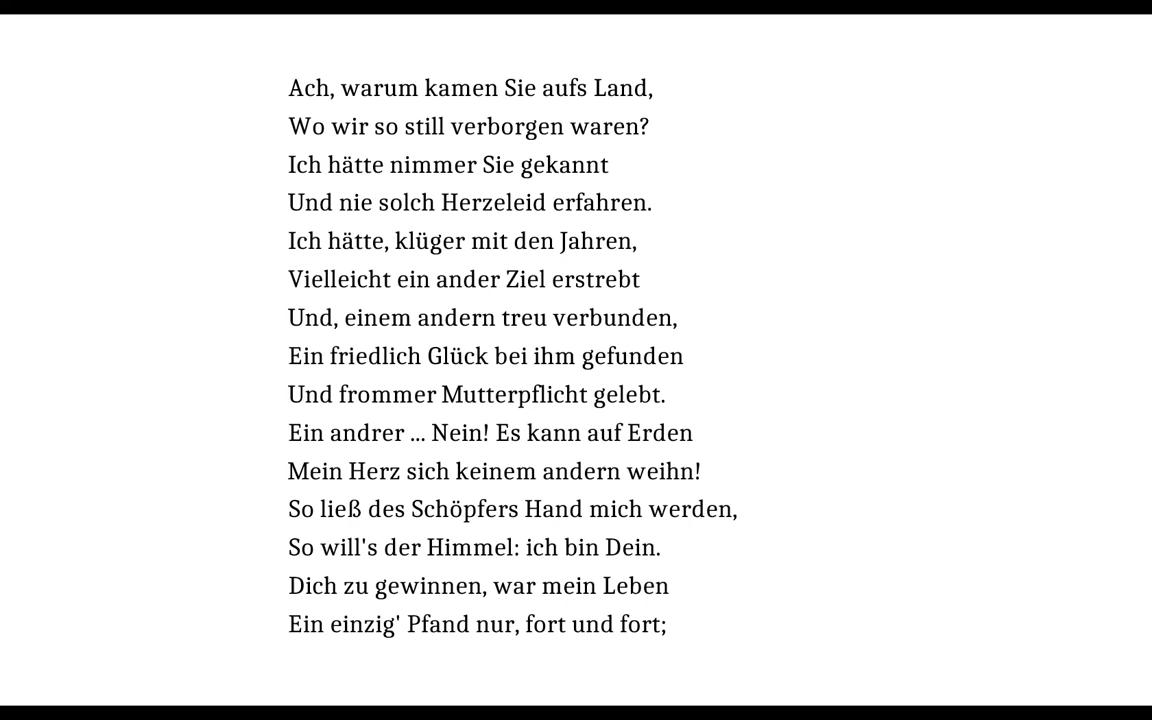 Ach, warum kamen Sie aufs Land,
Wo wir so still verborgen waren?
Ich hätte nimmer Sie gekannt
Und nie solch Herzeleid erfahren.
Ich hätte, klüger mit den Jahren,
Vielleicht ein ander Ziel erstrebt
Und, einem andern treu verbunden,
Ein friedlich Glück bei ihm gefunden
Und frommer Mutterpflicht gelebt.
Ein andrer ... Nein! Es kann auf Erden
Mein Herz sich keinem andern weihn!
So ließ des Schöpfers Hand mich werden,
So will's der Himmel: ich bin Dein.
Dich zu gewinnen, war mein Leben
Ein einzig' Pfand nur, fort und fort;